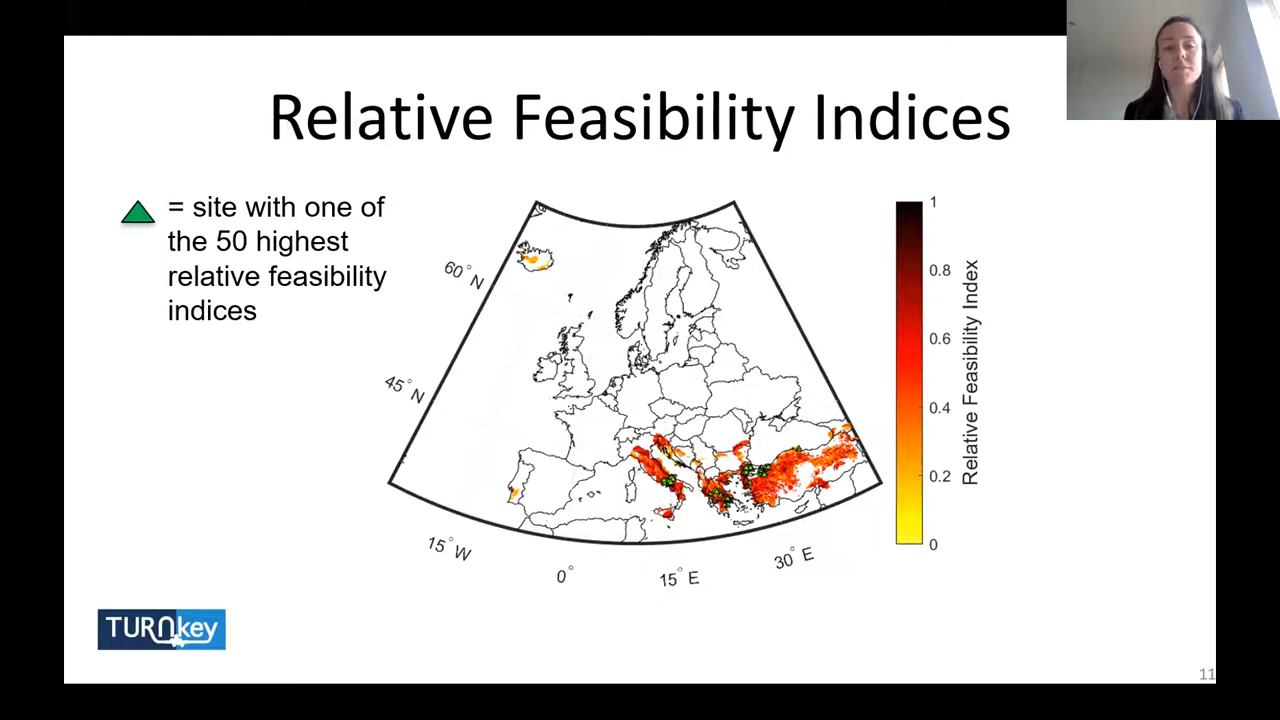 Relative Feasibility Indices
= site with one of
the 50 highest
relative feasibility
indices
60°N
45°N
15°W
0°
15°E
30°E
1
0.8
0.6
0.4
0.2
0
Relative Feasibility Index
TURNkey
11